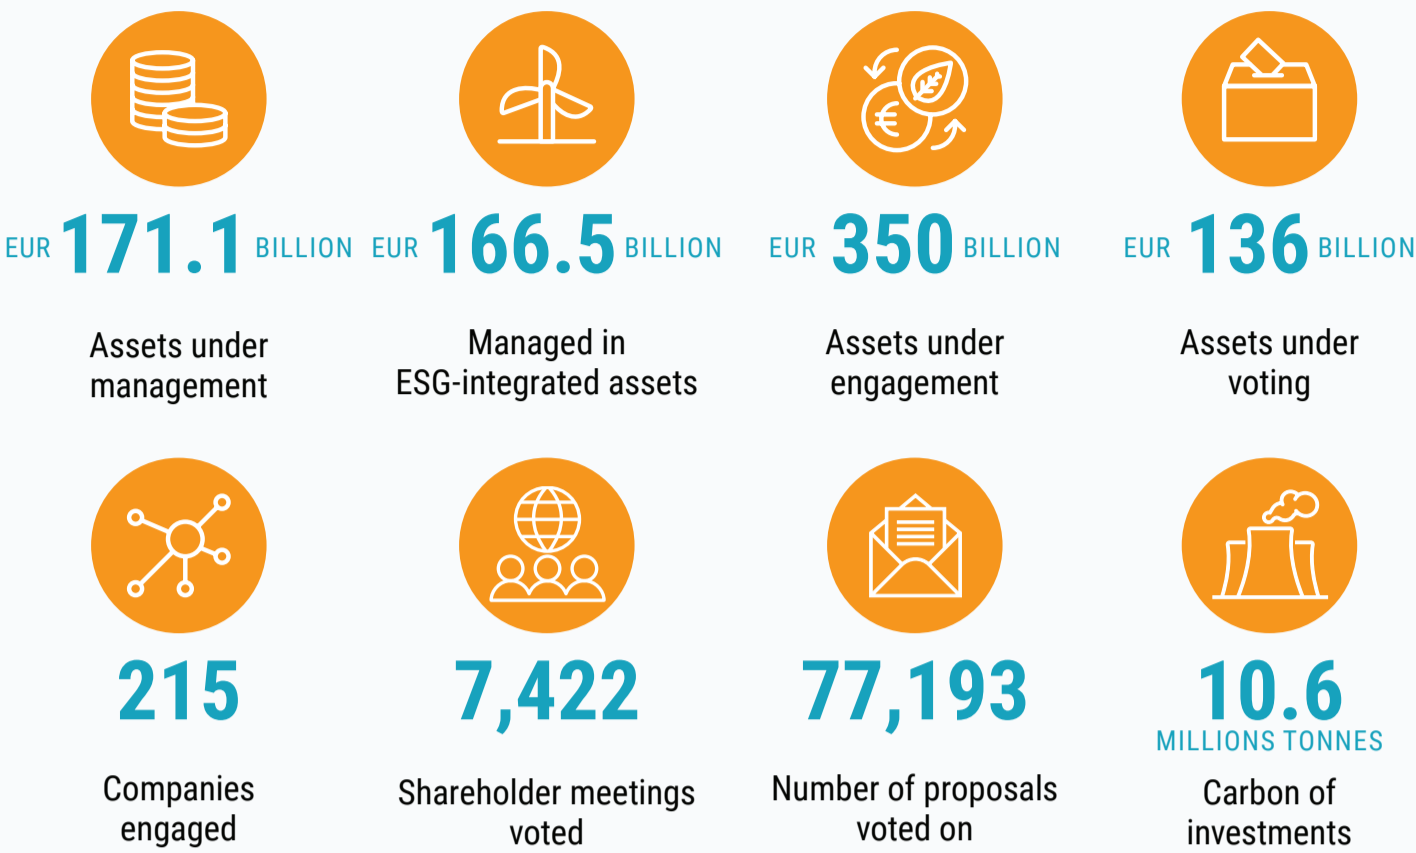 EUR 171.1 BILLION
Assets under
management
EUR 166.5 BILLION
Managed in
ESG-integrated assets
EUR 350 BILLION
Assets under
engagement
EUR 136 BILLION
Assets under
voting
215
Companies
engaged
7,422
Shareholder meetings
voted
77,193
Number of proposals
voted on
10.6
MILLIONS TONNES
Carbon of
investments